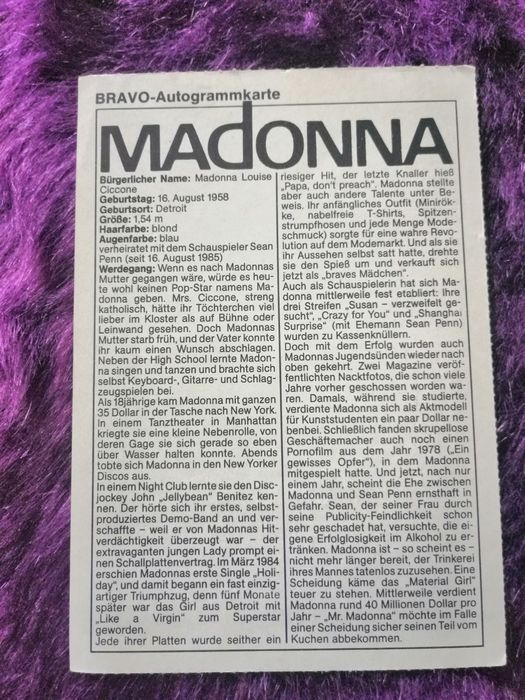 BRAVO-Autogrammkarte
MADONNA
Bürgerlicher Name: Madonna Louise
Ciccone
Geburtstag: 16. August 1958
Geburtsort: Detroit
Größe: 1,54 m
Haarfarbe: blond
Augenfarbe: blau
verheiratet mit dem Schauspieler Sean
Penn (seit 16. August 1985)
Werdegang: Wenn es nach Madonnas
Mutter gegangen wäre, würde es heu-
te wohl keinen Pop-Star namens Ma-
donna geben. Mrs. Ciccone, streng
katholisch, hätte ihr Töchterchen viel
lieber im Kloster als auf Bühne oder
Leinwand gesehen. Doch Madonnas
Mutter starb früh, und der Vater konnte
ihr kaum einen Wunsch abschlagen.
Neben der High School lernte Madon-
na singen und tanzen und brachte sich
selbst Keyboard-, Gitarre- und Schlag-
zeugspielen bei.
Als 18jährige kam Madonna mit ganzen
35 Dollar in der Tasche nach New York.
In einem Tanztheater in Manhattan
kriegte sie eine kleine Nebenrolle, von
deren Gage sie sich gerade so eben
über Wasser halten konnte. Abends
tobte sich Madonna in den New Yorker
Discos aus.
In einem Night Club lernte sie den Disc-
jockey John „Jellybean" Benitez ken-
nen. Der hörte sich ihr erstes, selbst-
produziertes Demo-Band an und ver-
schaffte – weil er von Madonnas Hit-
verdächtigkeit überzeugt war – der
extravaganten jungen Lady prompt ei-
nen Schallplattenvertrag. Im März 1984
erschien Madonnas erste Single „Holi-
day", und damit begann ein fast einzig-
artiger Triumphzug, denn fünf Monate
später war das Girl aus Detroit mit
„Like a Virgin" zum Superstar
geworden.
Jede ihrer Platten wurde seither ein
riesiger Hit, der letzte Knaller hieß
„Papa, don't preach". Madonna stellte
aber auch andere Talente unter Be-
weis. Ihr anfängliches Outfit (Minirök-
ke, nabelfreie T-Shirts, Spitzen-
strumpfhosen und jede Menge Mode-
schmuck) sorgte für eine wahre Revo-
lution auf dem Modemarkt. Und als sie
ihr Aussehen selbst satt hatte, drehte
sie den Spieß um und verkauft sich
jetzt als „braves Mädchen".
Auch als Schauspielerin hat sich Ma-
donna mittlerweile fest etabliert: Ihre
drei Streifen „Susan – verzweifelt ge-
sucht", „Crazy for You" und „Shanghai
Surprise" (mit Ehemann Sean Penn)
wurden zu Kassenknüllern.
Doch mit dem Erfolg wurden auch
Madonnas Jugendsünden wieder nach
oben gekehrt. Zwei Magazine veröf-
fentlichten Nacktfotos, die schon viele
Jahre vorher geschossen worden wa-
ren. Damals, während sie studierte,
verdiente Madonna sich als Aktmodell
für Kunststudenten ein paar Dollar ne-
benbei. Schließlich fanden skrupellose
Geschäftemacher auch noch einen
Pornofilm aus dem Jahr 1978 („Ein
gewisses Opfer"), in dem Madonna
mitgespielt hatte. Und jetzt, nach nur
einem Jahr, scheint die Ehe zwischen
Madonna und Sean Penn ernsthaft in
Gefahr. Sean, der seiner Frau durch
seine Publicity-Feindlichkeit schon
sehr geschadet hat, versuchte, die ei-
gene Erfolglosigkeit im Alkohol zu er-
tränken. Madonna ist – so scheint es –
nicht mehr länger bereit, der Trinkerei
ihres Mannes tatenlos zuzusehen. Eine
Scheidung käme das „Material Girl"
teuer zu stehen. Mittlerweile verdient
Madonna rund 40 Millionen Dollar pro
Jahr – „Mr. Madonna" möchte im Falle
einer Scheidung sicher seinen Teil vom
Kuchen abbekommen.